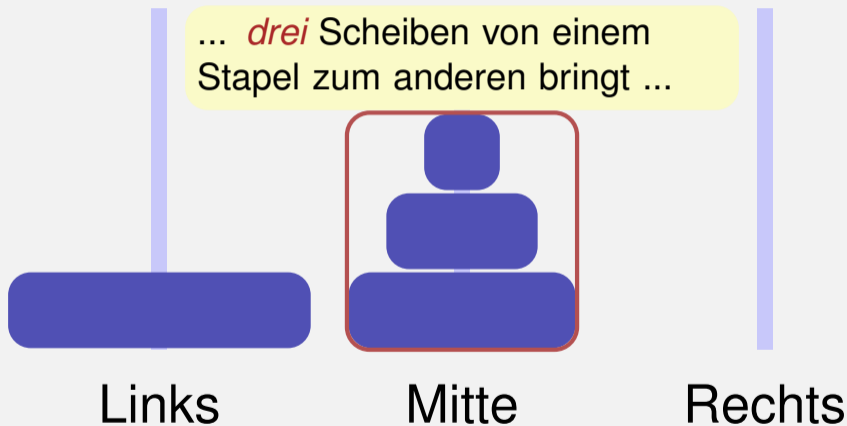 ... drei Scheiben von einem
Stapel zum anderen bringt ...
Links
Mitte
Rechts